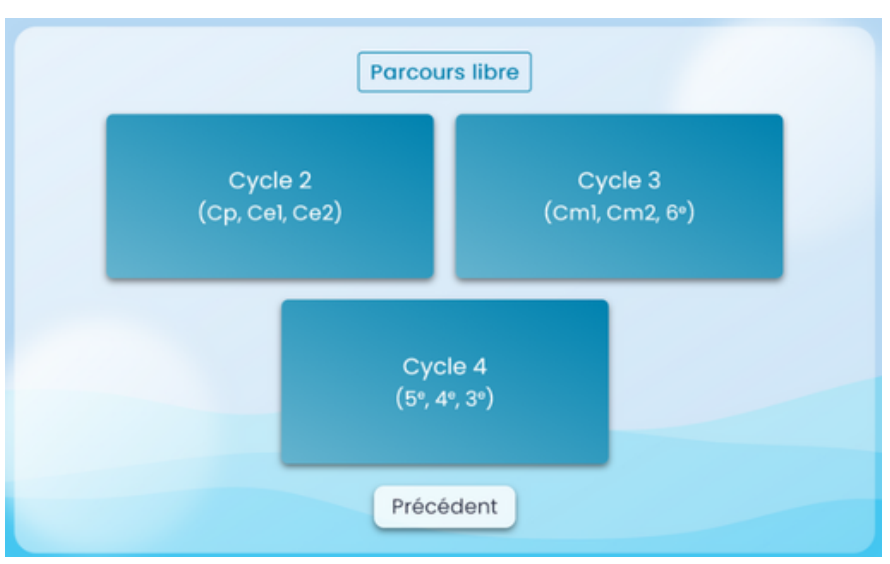 Parcours libre
Cycle 2
(Cp, Ce1, Ce2)
Cycle 3
(Cm1, Cm2, 6ᵉ)
Cycle 4
(5ᵉ, 4ᵉ, 3ᵉ)
Précédent